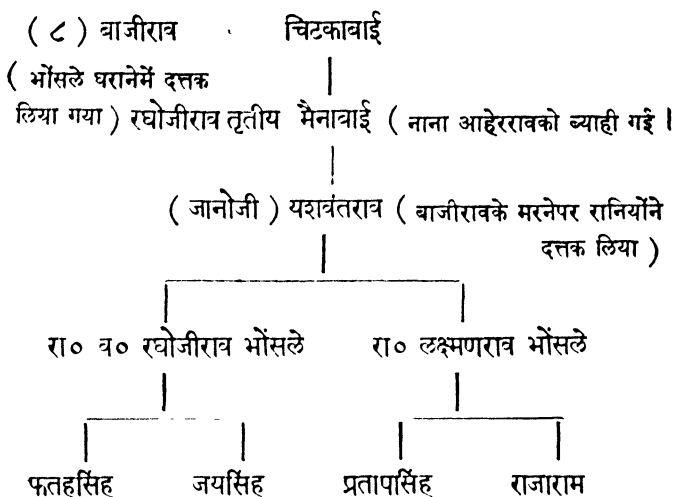 ( ८ ) बाजीराव . चिटकाबाई
( भोंसले घरानेमें दत्तक
लिया गया ) रघोजीराव तृतीय मैनाबाई ( नाना आहेररावको ब्याही गई ।
( जानोजी ) यशवंतराव ( बाजीरावके मरनेपर रानियोंने
दत्तक लिया )
रा० ब० रघोजीराव भोंसले रा० लक्ष्मणराव भोंसले
फतहसिंह जयसिंह प्रतापसिंह राजाराम